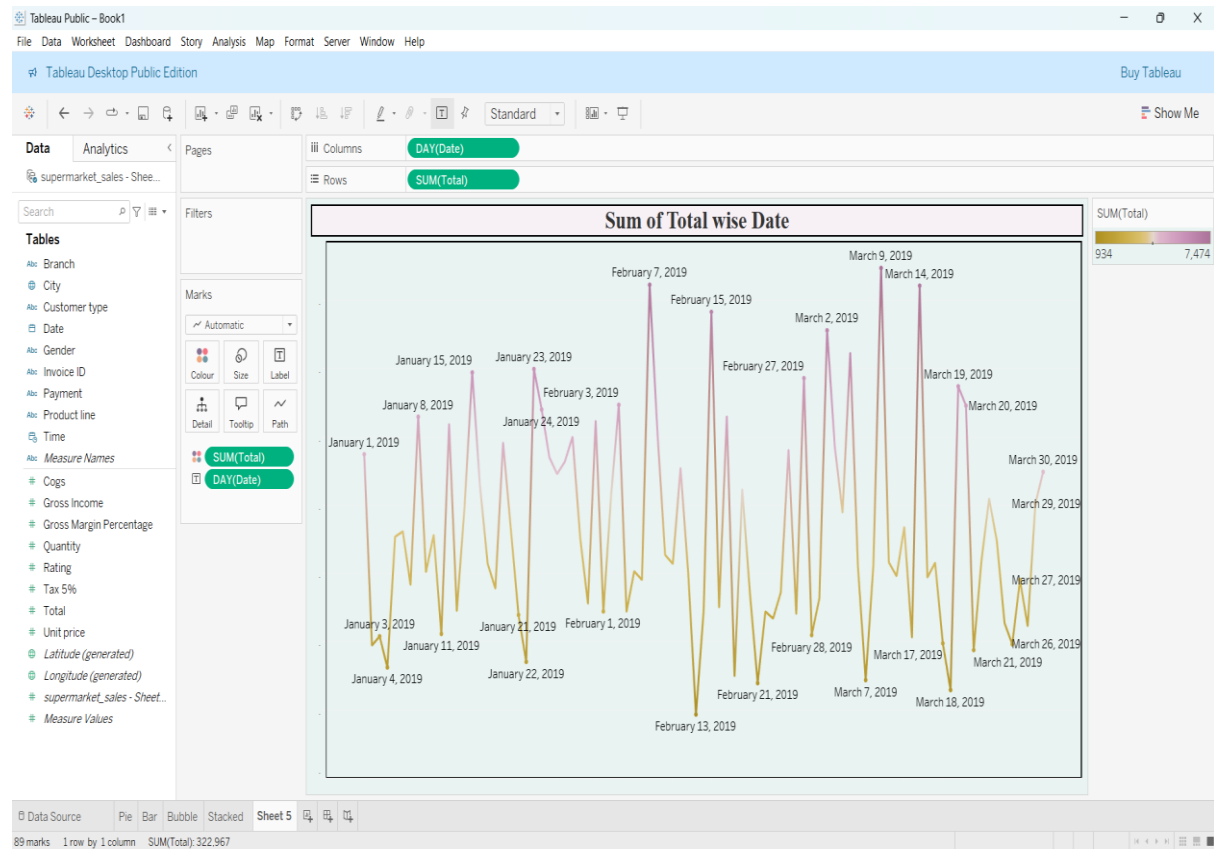 Tableau Public – Book1
File Data Worksheet Dashboard Story Analysis Map Format Server Window Help
Tableau Desktop Public Edition
Buy Tableau
Standard
Show Me
Data Analytics
supermarket_sales - Shee...
Search
Tables
Abc Branch
City
Abc Customer type
Date
Abc Gender
Abc Invoice ID
Abc Payment
Abc Product line
Time
Abc Measure Names
# Cogs
# Gross Income
# Gross Margin Percentage
# Quantity
# Rating
# Tax 5%
# Total
# Unit price
Latitude (generated)
Longitude (generated)
# supermarket_sales - Sheet...
# Measure Values
Pages
Filters
Marks
Automatic
Colour Size Label
Detail Tooltip Path
SUM(Total)
DAY(Date)
Columns DAY(Date)
Rows SUM(Total)
Sum of Total wise Date
March 9, 2019
February 7, 2019
March 14, 2019
February 15, 2019
March 2, 2019
January 15, 2019
January 23, 2019
February 27, 2019
March 19, 2019
February 3, 2019
January 8, 2019
March 20, 2019
January 24, 2019
January 1, 2019
March 30, 2019
March 29, 2019
March 27, 2019
January 3, 2019
January 21, 2019
February 1, 2019
January 11, 2019
February 28, 2019
March 26, 2019
March 17, 2019
March 21, 2019
January 4, 2019
January 22, 2019
February 21, 2019
March 7, 2019
March 18, 2019
February 13, 2019
SUM(Total)
934 7,474
Data Source Pie Bar Bubble Stacked Sheet 5
89 marks 1 row by 1 column SUM(Total): 322,967